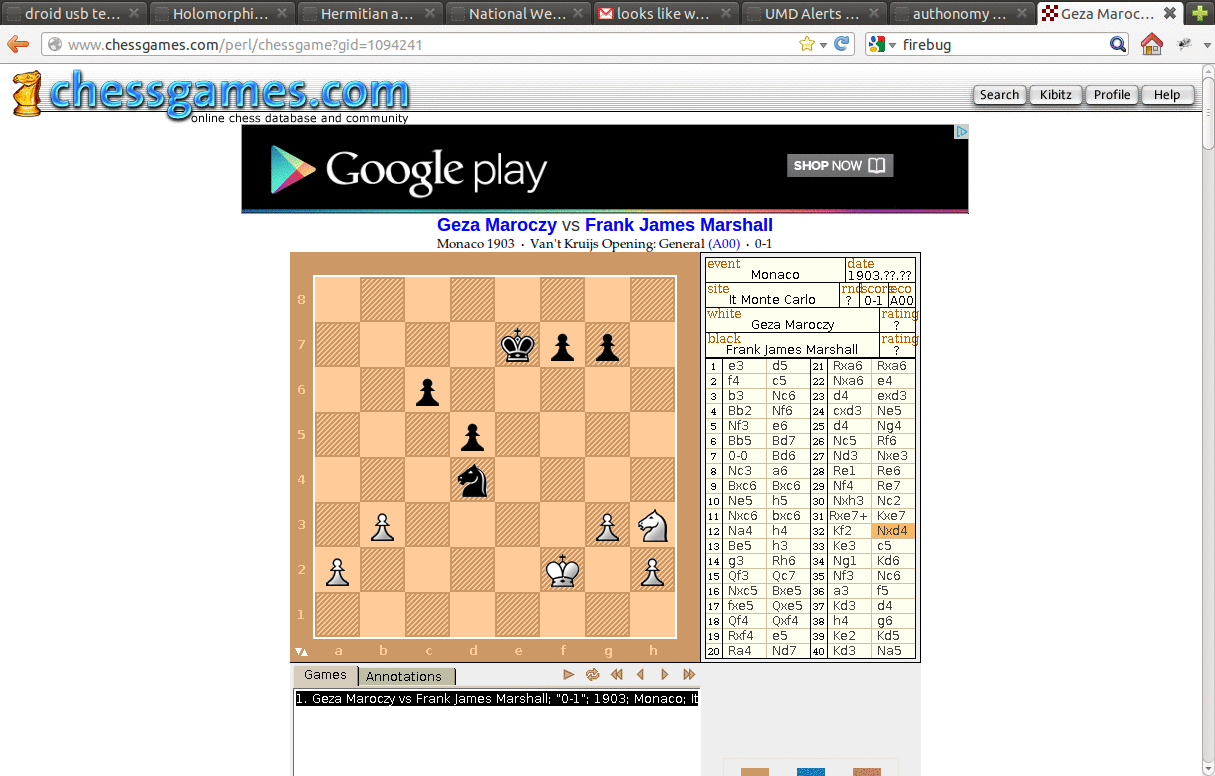 droid usb te... Holomorphi... Hermitian a... National We... looks like w... UMD Alerts ... authonomy ... Geza Maroc...
www.chessgames.com/perl/chessgame?gid=1094241 firebug
chessgames.com
online chess database and community
Search Kibitz Profile Help
Google play SHOP NOW
Geza Maroczy vs Frank James Marshall
Monaco 1903 · Van't Kruijs Opening: General (A00) · 0-1
event date
Monaco 1903.??.??
site rnd score eco
It Monte Carlo ? 0-1 A00
white rating
Geza Maroczy ?
black rating
Frank James Marshall ?
1 e3 d5 21 Rxa6 Rxa6
2 f4 c5 22 Nxa6 e4
3 b3 Nc6 23 d4 exd3
4 Bb2 Nf6 24 cxd3 Ne5
5 Nf3 e6 25 d4 Ng4
6 Bb5 Bd7 26 Nc5 Rf6
7 0-0 Bd6 27 Nd3 Nxe3
8 Nc3 a6 28 Re1 Re6
9 Bxc6 Bxc6 29 Nf4 Re7
10 Ne5 h5 30 Nxh3 Nc2
11 Nxc6 bxc6 31 Rxe7+ Kxe7
12 Na4 h4 32 Kf2 Nxd4
13 Be5 h3 33 Ke3 c5
14 g3 Rh6 34 Ng1 Kd6
15 Qf3 Qc7 35 Nf3 Nc6
16 Nxc5 Bxe5 36 a3 f5
17 fxe5 Qxe5 37 Kd3 d4
18 Qf4 Qxf4 38 h4 g6
19 Rxf4 e5 39 Ke2 Kd5
20 Ra4 Nd7 40 Kd3 Na5
8
7
6
5
4
3
2
1
a b c d e f g h
Games Annotations
1. Geza Maroczy vs Frank James Marshall; "0-1"; 1903; Monaco; It